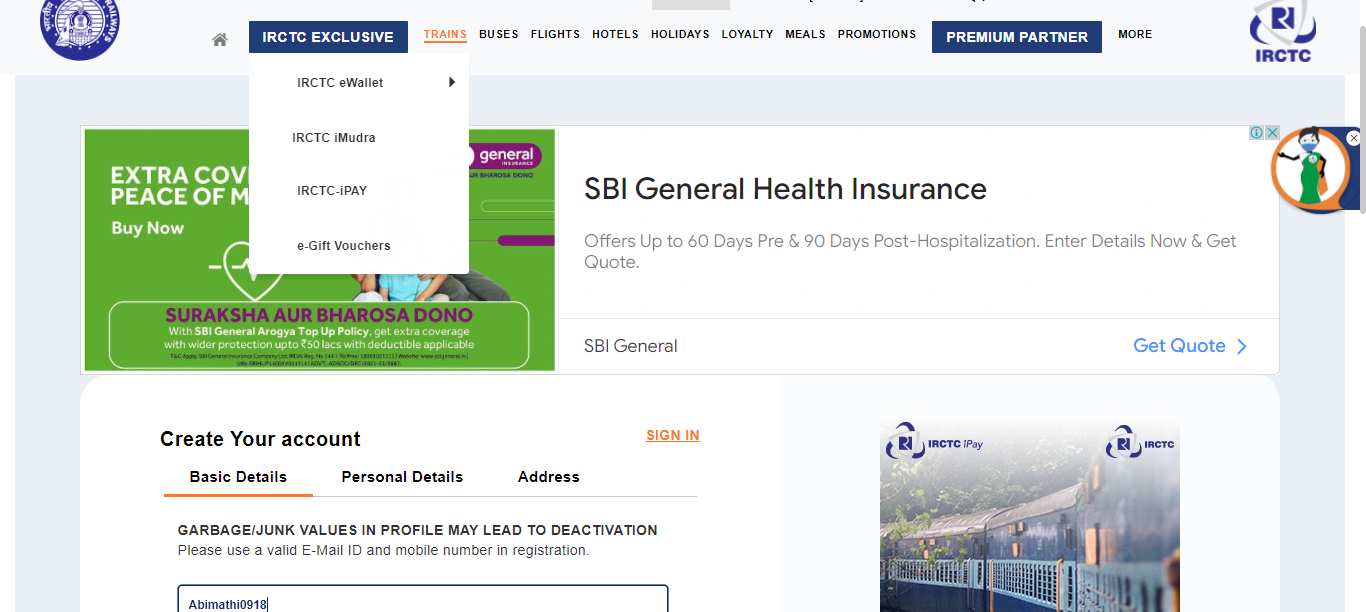 RAILWAYS
IRCTC EXCLUSIVE
TRAINS
BUSES
FLIGHTS
HOTELS
HOLIDAYS
LOYALTY
MEALS
PROMOTIONS
PREMIUM PARTNER
MORE
IRCTC
IRCTC eWallet
IRCTC iMudra
IRCTC-iPAY
e-Gift Vouchers
EXTRA COV
PEACE OF M
Buy Now
general
INSURANCE
UR BHAROSA DONO
SURAKSHA AUR BHAROSA DONO
With SBI General Arogya Top Up Policy, get extra coverage
with wider protection upto ₹50 lacs with deductible applicable
SBI General Health Insurance
Offers Up to 60 Days Pre & 90 Days Post-Hospitalization. Enter Details Now & Get
Quote.
SBI General
Get Quote
Create Your account
SIGN IN
Basic Details
Personal Details
Address
GARBAGE/JUNK VALUES IN PROFILE MAY LEAD TO DEACTIVATION
Please use a valid E-Mail ID and mobile number in registration.
Abimathi0918
IRCTC iPay
IRCTC